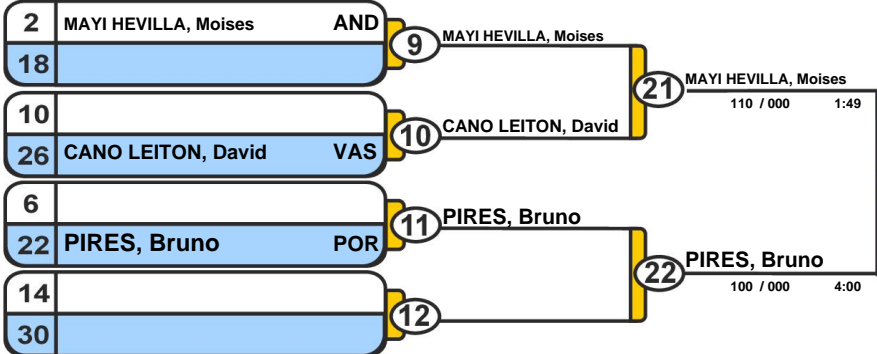 2 MAYI HEVILLA, Moises AND
18
9 MAYI HEVILLA, Moises
10
26 CANO LEITON, David VAS
10 CANO LEITON, David
21 MAYI HEVILLA, Moises
110 / 000 1:49
6
22 PIRES, Bruno POR
11 PIRES, Bruno
14
30
12
22 PIRES, Bruno
100 / 000 4:00